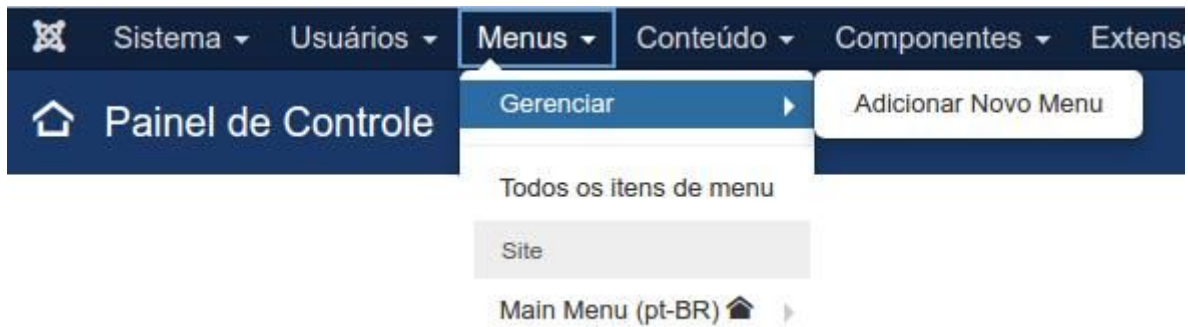 Sistema Usuários Menus Conteúdo Componentes
Painel de Controle
Gerenciar
Adicionar Novo Menu
Todos os itens de menu
Site
Main Menu (pt-BR)